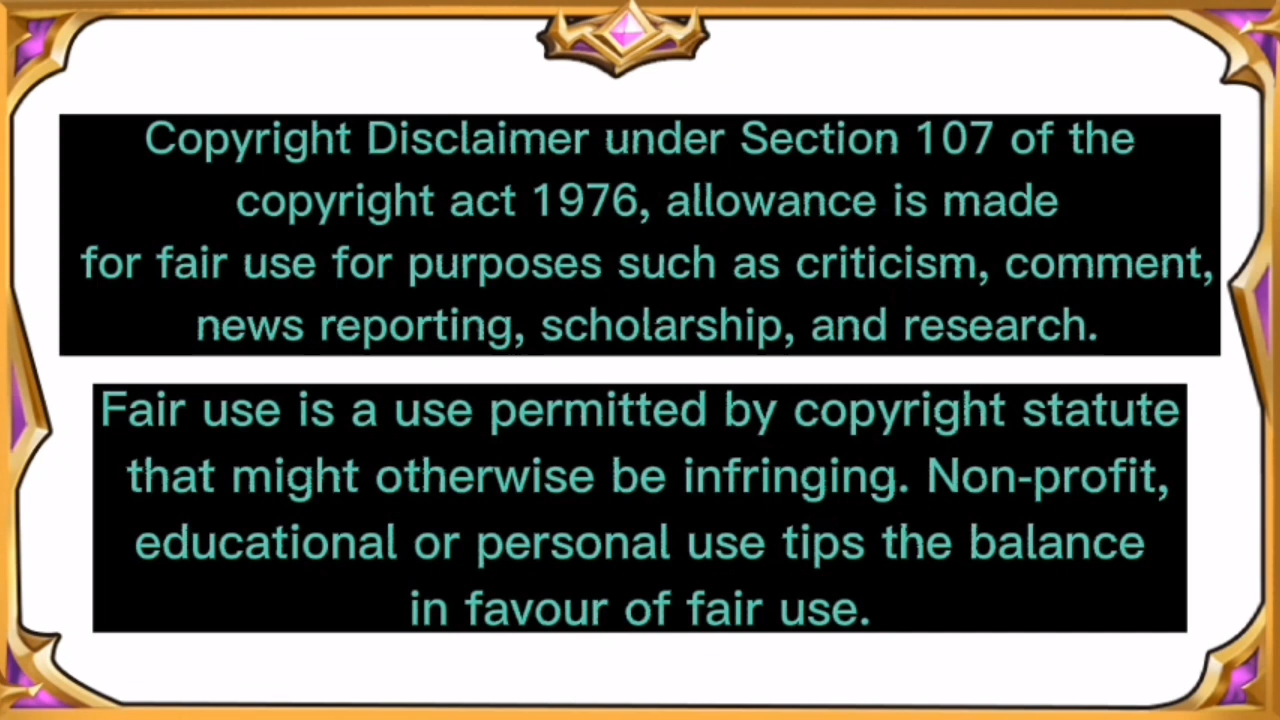 Copyright Disclaimer under Section 107 of the
copyright act 1976, allowance is made
for fair use for purposes such as criticism, comment,
news reporting, scholarship, and research.
Fair use is a use permitted by copyright statute
that might otherwise be infringing. Non-profit,
educational or personal use tips the balance
in favour of fair use.